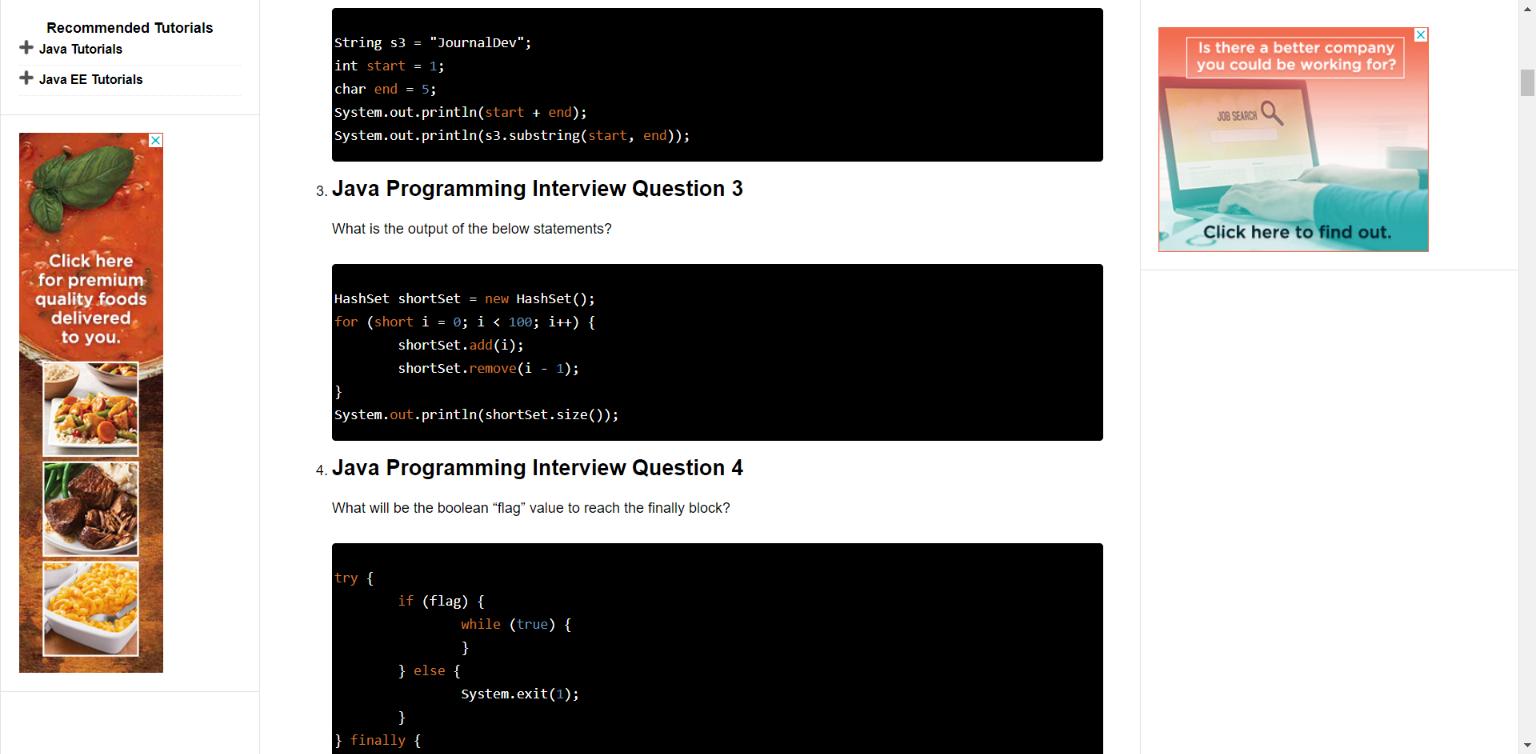 Recommended Tutorials
Java Tutorials
Java EE Tutorials
Click here
for premium
quality foods
delivered
to you.
String s3 = "JournalDev";
int start = 1;
char end = 5;
System.out.println(start + end);
System.out.println(s3.substring(start, end));
3. Java Programming Interview Question 3
What is the output of the below statements?
HashSet shortSet = new HashSet();
for (short i = 0; i < 100; i++) {
shortSet.add(i);
shortSet.remove(i - 1);
}
System.out.println(shortSet.size());
4. Java Programming Interview Question 4
What will be the boolean “flag” value to reach the finally block?
try {
if (flag) {
while (true) {
}
} else {
System.exit(1);
}
} finally {
Is there a better company
you could be working for?
JOB SEARCH
Click here to find out.